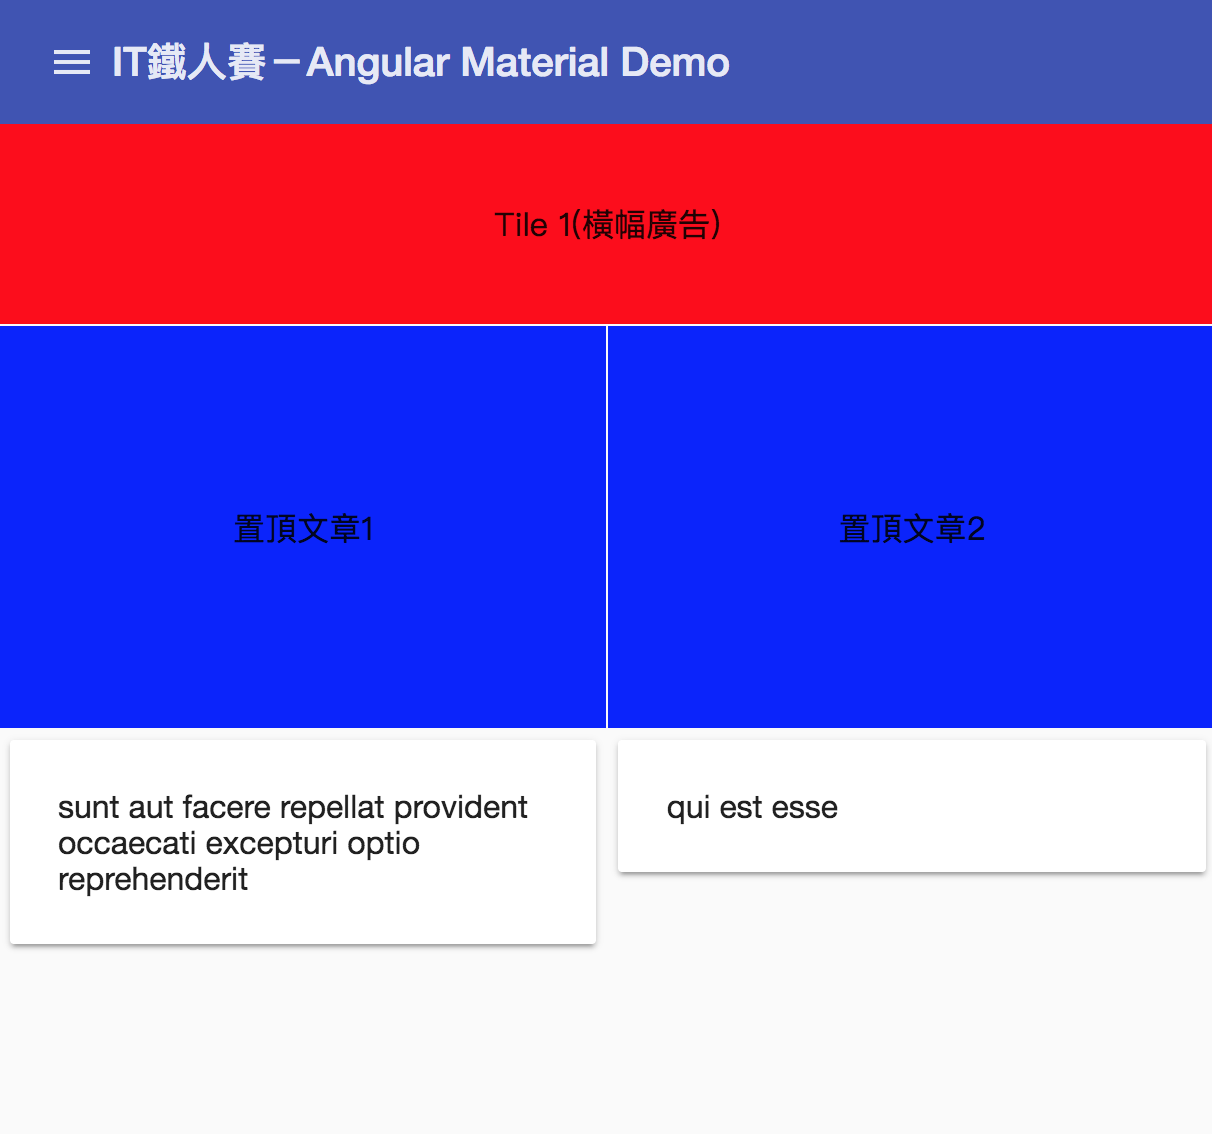 IT鐵人賽－Angular Material Demo
Tile 1(橫幅廣告)
置頂文章1
置頂文章2
sunt aut facere repellat provident
occaecati excepturi optio
reprehenderit
qui est esse